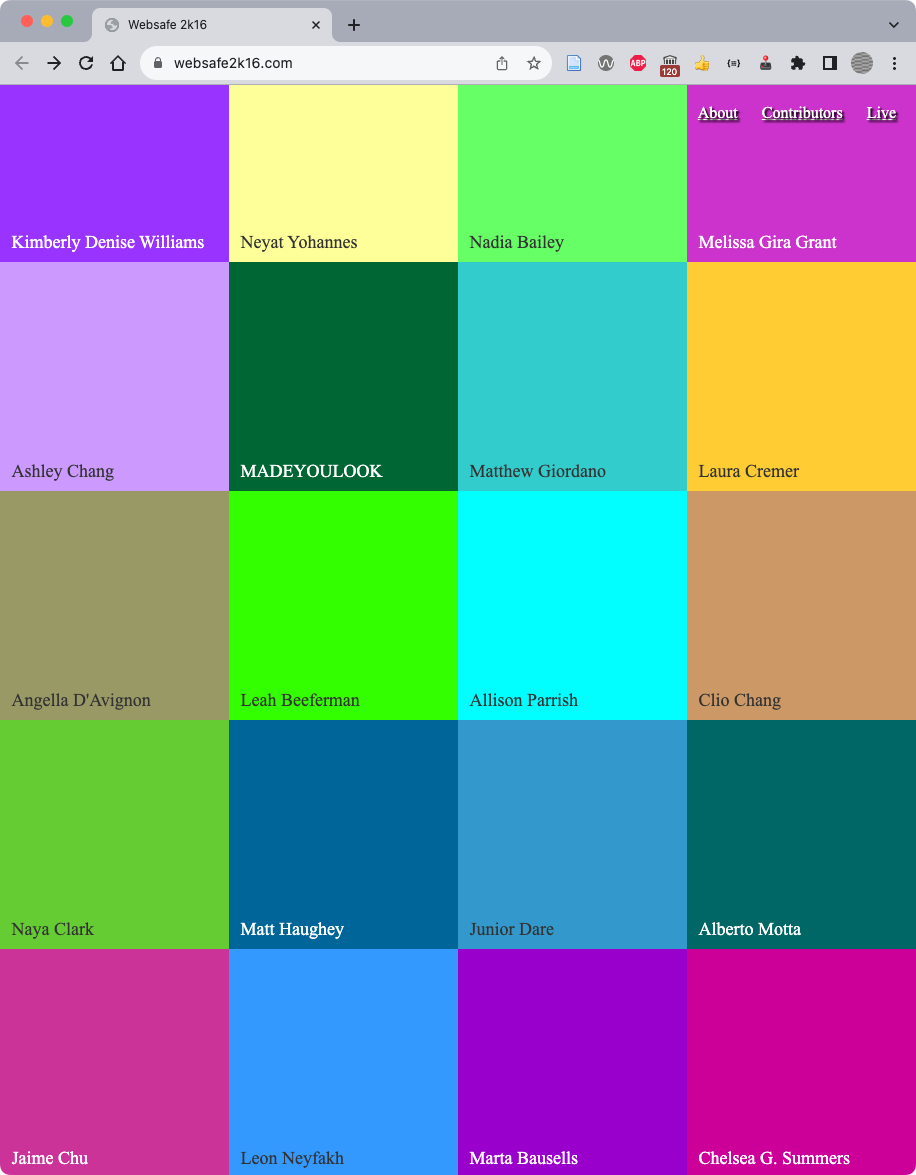 Websafe 2k16
websafe2k16.com
ABP
120
About Contributors Live
Kimberly Denise Williams
Neyat Yohannes
Nadia Bailey
Melissa Gira Grant
Ashley Chang
MADEYOULOOK
Matthew Giordano
Laura Cremer
Angella D'Avignon
Leah Beeferman
Allison Parrish
Clio Chang
Naya Clark
Matt Haughey
Junior Dare
Alberto Motta
Jaime Chu
Leon Neyfakh
Marta Bausells
Chelsea G. Summers